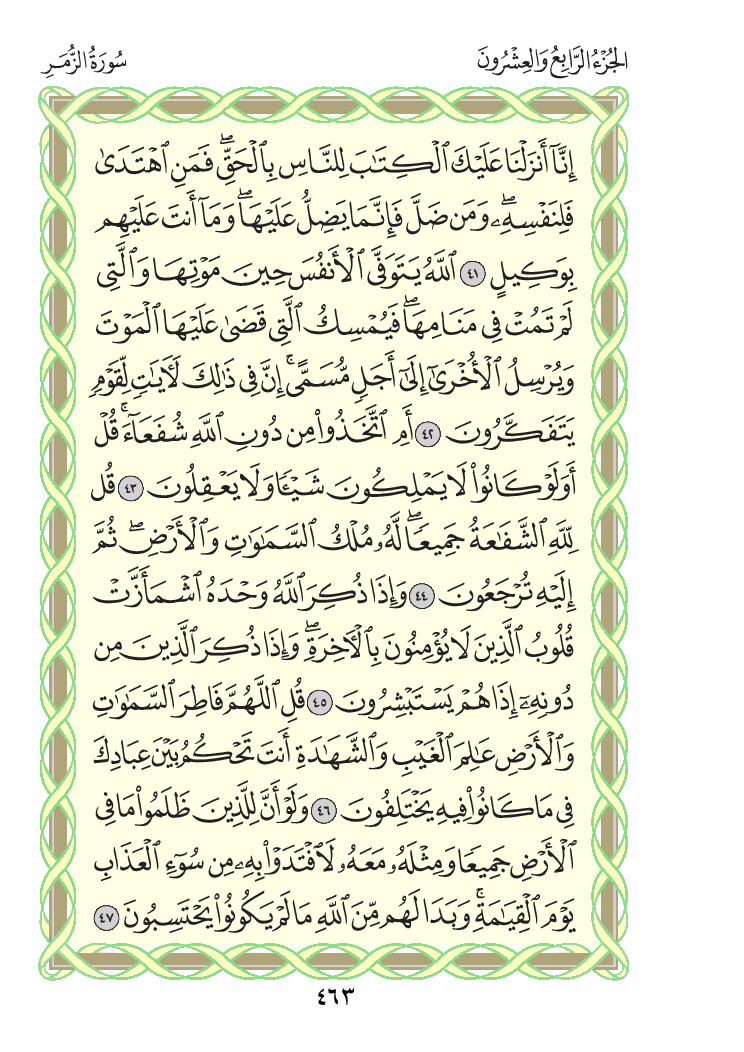 الجُزْءُ الرَّابِعُ وَالعِشْرُونَ
سُورَةُ الزُّمَرِ
إِنَّآ أَنزَلْنَا عَلَيْكَ ٱلْكِتَٰبَ لِلنَّاسِ بِٱلْحَقِّۖ فَمَنِ ٱهْتَدَىٰ
فَلِنَفْسِهِۦۖ وَمَن ضَلَّ فَإِنَّمَا يَضِلُّ عَلَيْهَاۖ وَمَآ أَنتَ عَلَيْهِم
بِوَكِيلٍ ٤١ ٱللَّهُ يَتَوَفَّى ٱلْأَنفُسَ حِينَ مَوْتِهَا وَٱلَّتِي
لَمْ تَمُتْ فِي مَنَامِهَاۖ فَيُمْسِكُ ٱلَّتِي قَضَىٰ عَلَيْهَا ٱلْمَوْتَ
وَيُرْسِلُ ٱلْأُخْرَىٰٓ إِلَىٰٓ أَجَلٍ مُّسَمًّىۚ إِنَّ فِي ذَٰلِكَ لَأٓيَٰتٍ لِّقَوْمٍ
يَتَفَكَّرُونَ ٤٢ أَمِ ٱتَّخَذُوا۟ مِن دُونِ ٱللَّهِ شُفَعَآءَۚ قُلْ
أَوَلَوْ كَانُوا۟ لَا يَمْلِكُونَ شَيْـًٔا وَلَا يَعْقِلُونَ ٤٣ قُل
لِّلَّهِ ٱلشَّفَٰعَةُ جَمِيعًاۖ لَّهُۥ مُلْكُ ٱلسَّمَٰوَٰتِ وَٱلْأَرْضِۖ ثُمَّ
إِلَيْهِ تُرْجَعُونَ ٤٤ وَإِذَا ذُكِرَ ٱللَّهُ وَحْدَهُ ٱشْمَأَزَّتْ
قُلُوبُ ٱلَّذِينَ لَا يُؤْمِنُونَ بِٱلْأٓخِرَةِۖ وَإِذَا ذُكِرَ ٱلَّذِينَ مِن
دُونِهِۦٓ إِذَا هُمْ يَسْتَبْشِرُونَ ٤٥ قُلِ ٱللَّهُمَّ فَاطِرَ ٱلسَّمَٰوَٰتِ
وَٱلْأَرْضِ عَٰلِمَ ٱلْغَيْبِ وَٱلشَّهَٰدَةِ أَنتَ تَحْكُمُ بَيْنَ عِبَادِكَ
فِي مَا كَانُوا۟ فِيهِ يَخْتَلِفُونَ ٤٦ وَلَوْ أَنَّ لِلَّذِينَ ظَلَمُوا۟ مَا فِي
ٱلْأَرْضِ جَمِيعًا وَمِثْلَهُۥ مَعَهُۥ لَٱفْتَدَوْا۟ بِهِۦ مِن سُوٓءِ ٱلْعَذَابِ
يَوْمَ ٱلْقِيَٰمَةِۚ وَبَدَا لَهُم مِّنَ ٱللَّهِ مَا لَمْ يَكُونُوا۟ يَحْتَسِبُونَ ٤٧
٤٦٣